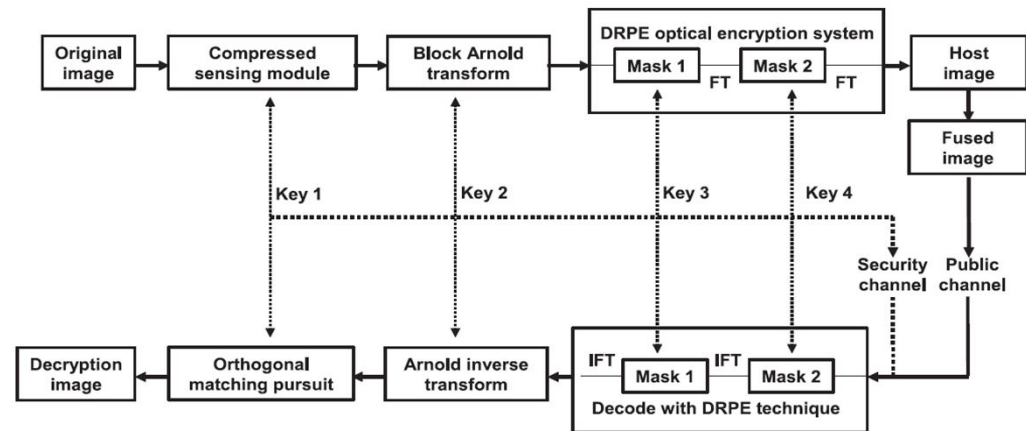 Original
image
Compressed
sensing module
Block Arnold
transform
DRPE optical encryption system
Mask 1
FT
Mask 2
FT
Host
image
Fused
image
Key 1
Key 2
Key 3
Key 4
Security
channel
Public
channel
Decryption
image
Orthogonal
matching pursuit
Arnold inverse
transform
IFT
Mask 1
IFT
Mask 2
Decode with DRPE technique